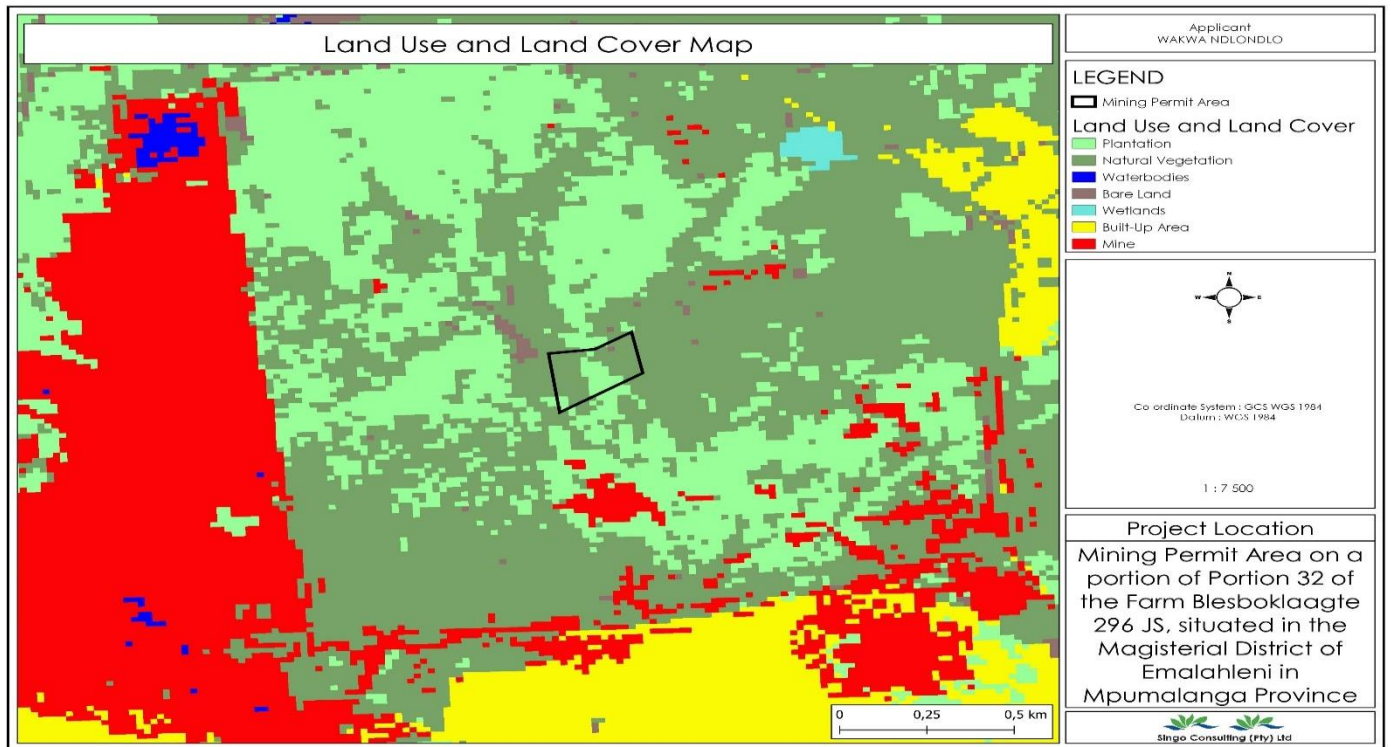 Land Use and Land Cover Map
Applicant
WAKWA NDLONDLO
LEGEND
Mining Permit Area
Land Use and Land Cover
Plantation
Natural Vegetation
Waterbodies
Bare Land
Wetlands
Built-Up Area
Mine
N
W E
S
Co ordinate System : GCS WGS 1984
Datum : WGS 1984
1 : 7 500
Project Location
Mining Permit Area on a
portion of Portion 32 of
the Farm Blesboklaagte
296 JS, situated in the
Magisterial District of
Emalahleni in
Mpumalanga Province
Singo Consulting (Pty) Ltd
0 0,25 0,5 km